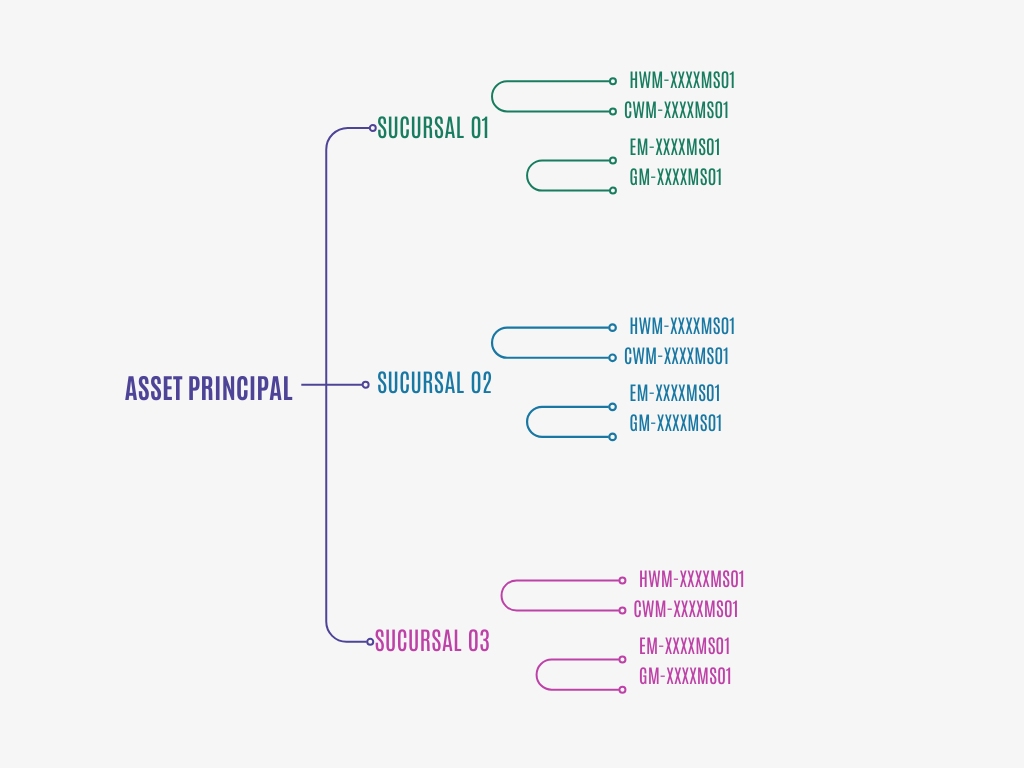 ASSET PRINCIPAL
SUCURSAL 01
HWM-XXXXMS01
CWM-XXXXMS01
EM-XXXXMS01
GM-XXXXMS01
SUCURSAL 02
HWM-XXXXMS01
CWM-XXXXMS01
EM-XXXXMS01
GM-XXXXMS01
SUCURSAL 03
HWM-XXXXMS01
CWM-XXXXMS01
EM-XXXXMS01
GM-XXXXMS01